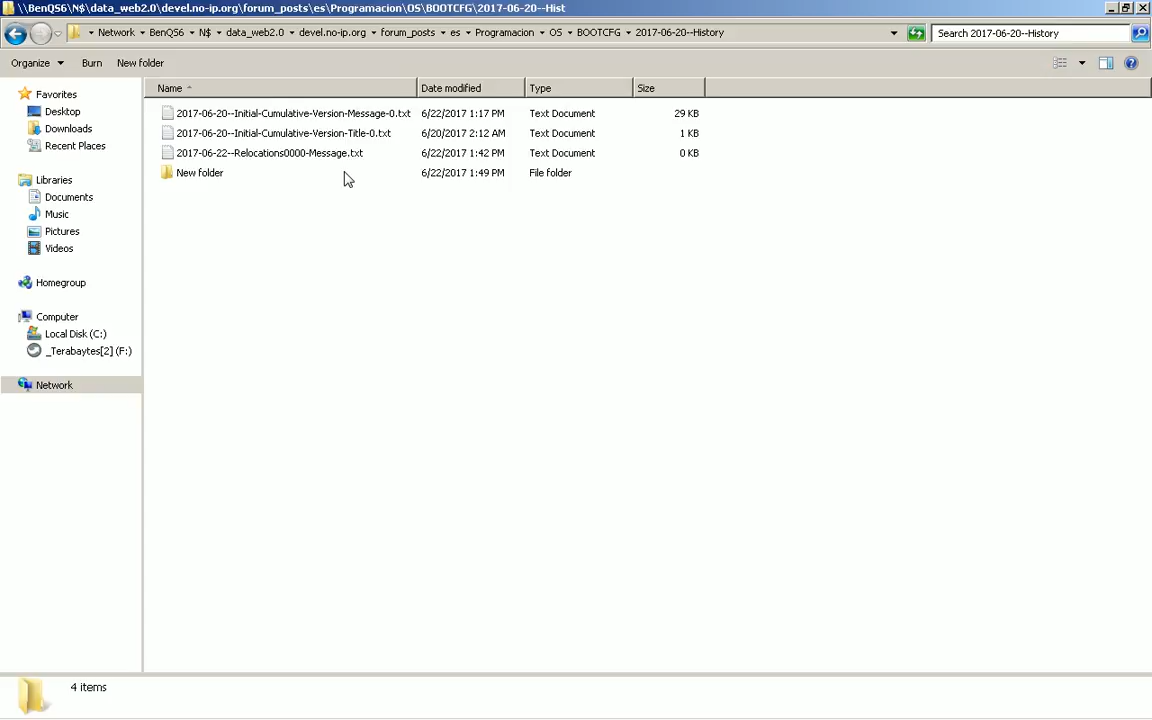 \\BenQS6\N$\data_web2.0\devel.no-ip.org\forum_posts\es\Programacion\OS\BOOTCFG\2017-06-20--Hist
Network BenQS6 N$ data_web2.0 devel.no-ip.org forum_posts es Programacion OS BOOTCFG 2017-06-20--History Search 2017-06-20--History
Organize Burn New folder
Name Date modified Type Size
2017-06-20--Initial-Cumulative-Version-Message-0.txt 6/22/2017 1:17 PM Text Document 29 KB
2017-06-20--Initial-Cumulative-Version-Title-0.txt 6/20/2017 2:12 AM Text Document 1 KB
2017-06-22--Relocations0000-Message.txt 6/22/2017 1:42 PM Text Document 0 KB
New folder 6/22/2017 1:49 PM File folder
Favorites
Desktop
Downloads
Recent Places
Libraries
Documents
Music
Pictures
Videos
Homegroup
Computer
Local Disk (C:)
_Terabaytes[2] (F:)
Network
4 items